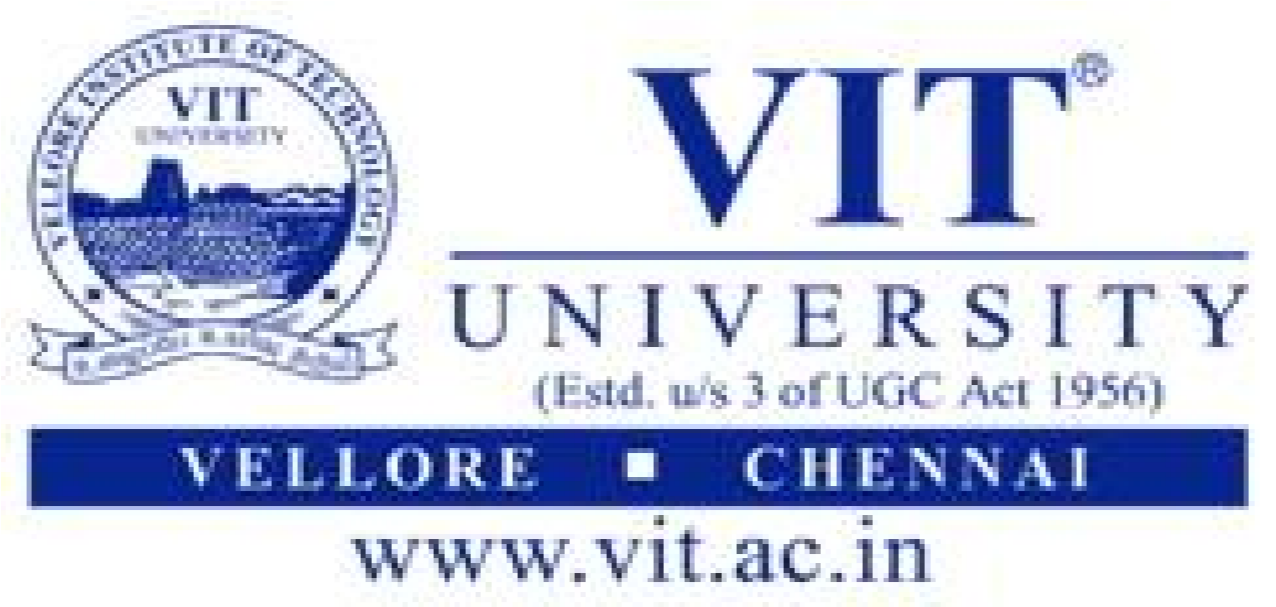 VELLORE INSTITUTE OF TECHNOLOGY
VIT
UNIVERSITY
VIT®
UNIVERSITY
(Estd. u/s 3 of UGC Act 1956)
VELLORE ▪ CHENNAI
www.vit.ac.in